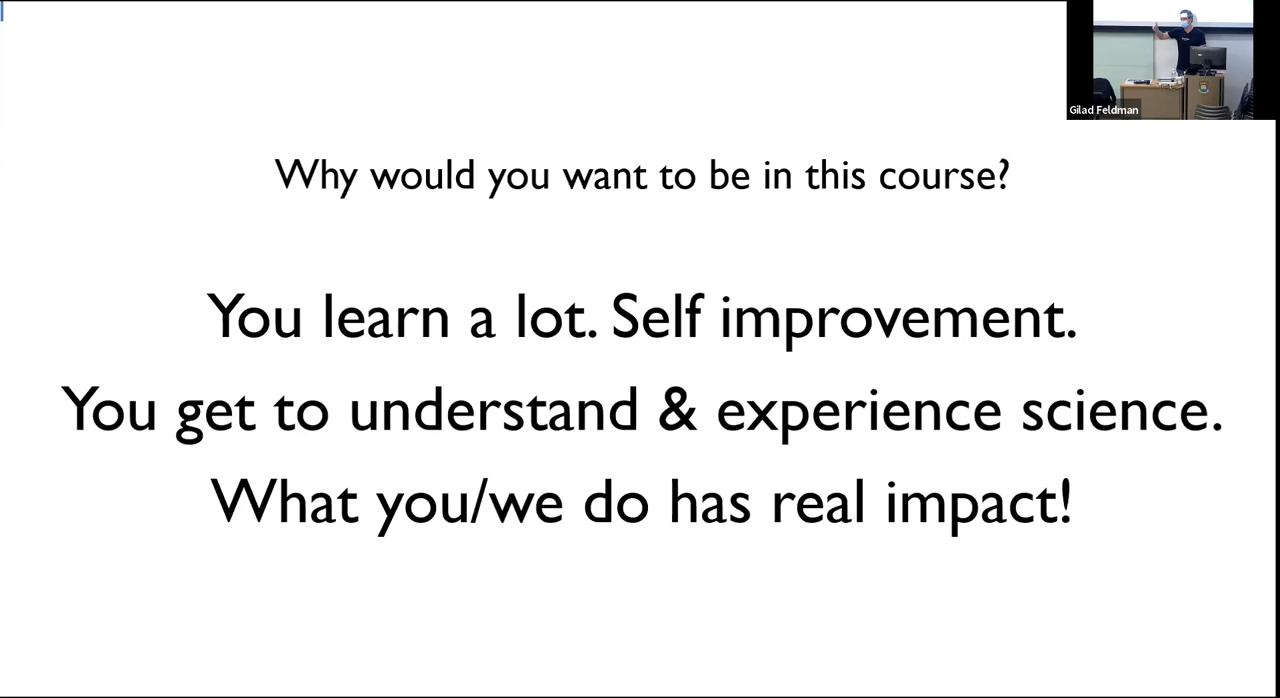 Gilad Feldman
Why would you want to be in this course?
You learn a lot. Self improvement.
You get to understand & experience science.
What you/we do has real impact!